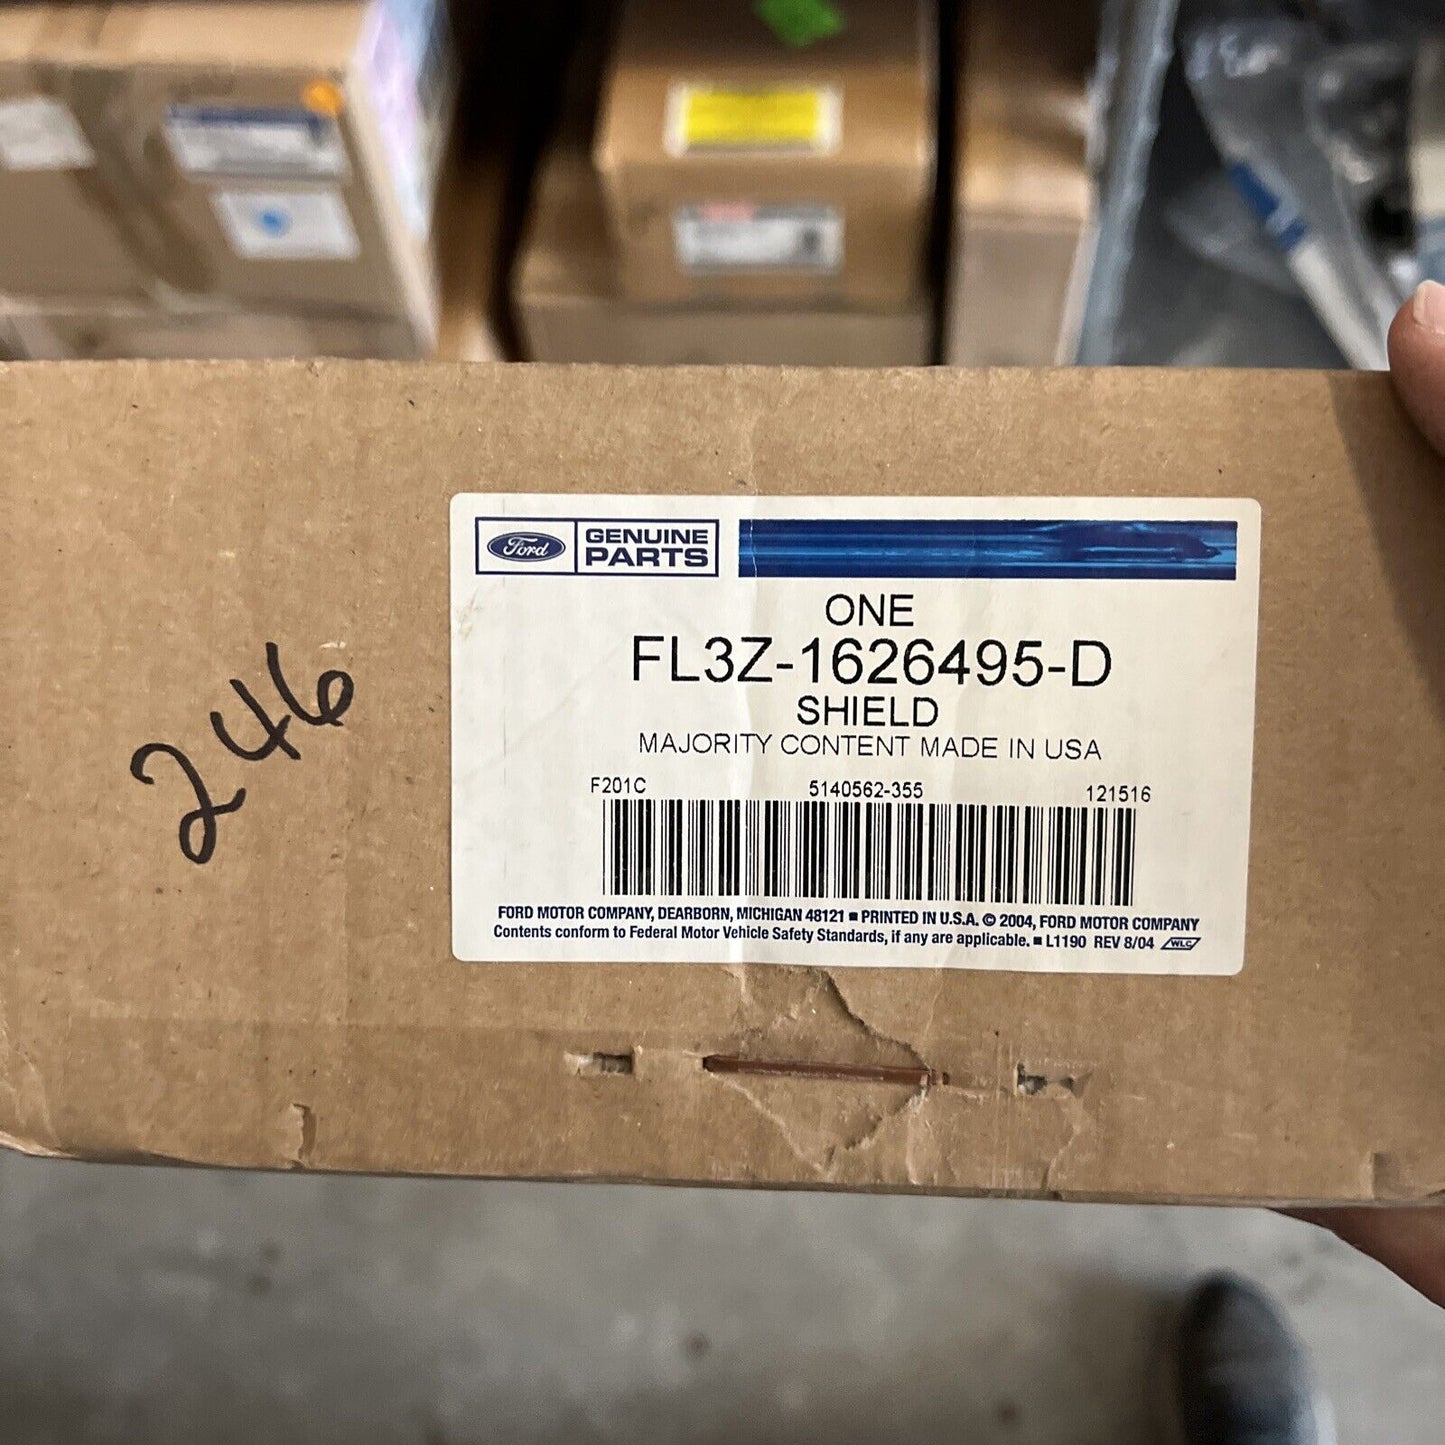 Ford GENUINE PARTS
ONE
FL3Z-1626495-D
SHIELD
MAJORITY CONTENT MADE IN USA
F201C 5140562-355 121516
FORD MOTOR COMPANY, DEARBORN, MICHIGAN 48121 ■ PRINTED IN U.S.A. © 2004, FORD MOTOR COMPANY
Contents conform to Federal Motor Vehicle Safety Standards, if any are applicable. ■ L1190 REV 8/04 WLC
246